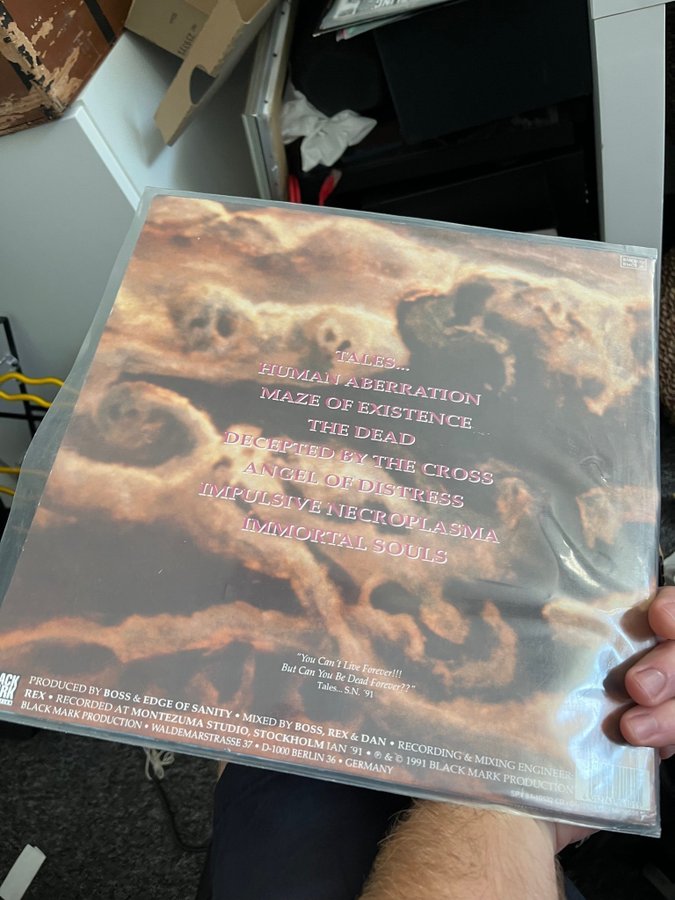 TALES...
HUMAN ABERRATION
MAZE OF EXISTENCE
THE DEAD
DECEPTED BY THE CROSS
ANGEL OF DISTRESS
IMPULSIVE NECROPLASMA
IMMORTAL SOULS
"You Can't Live Forever!!!
But Can You Be Dead Forever??"
Tales... S.N. '91
PRODUCED BY BOSS & EDGE OF SANITY • MIXED BY BOSS, REX & DAN • RECORDING & MIXING ENGINEER:
REX • RECORDED AT MONTEZUMA STUDIO, STOCKHOLM JAN '91 • ℗ & © 1991 BLACK MARK PRODUCTION
BLACK MARK PRODUCTION • WALDEMARSTRASSE 37 • D-1000 BERLIN 36 • GERMANY